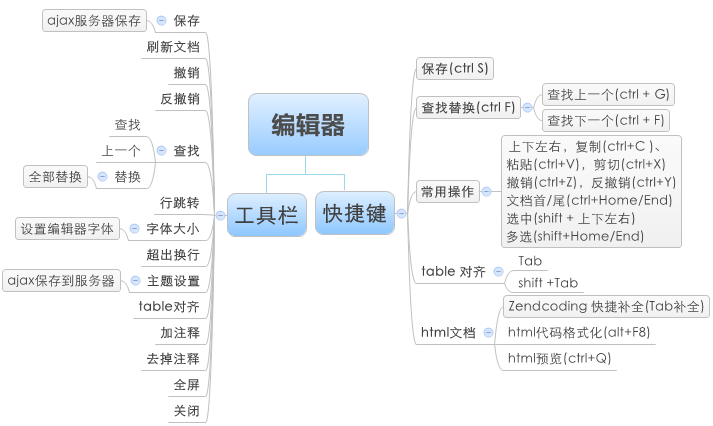 编辑器
工具栏
保存
ajax服务器保存
刷新文档
撤销
反撤销
查找
查找
上一个
替换
全部替换
行跳转
字体大小
设置编辑器字体
超出换行
主题设置
ajax保存到服务器
table对齐
加注释
去掉注释
全屏
关闭
快捷键
保存(ctrl S)
查找替换(ctrl F)
查找上一个(ctrl + G)
查找下一个(ctrl + F)
常用操作
上下左右，复制(ctrl+C )、
粘贴(ctrl+V)，剪切(ctrl+X)
撤销(ctrl+Z)，反撤销(ctrl+Y)
文档首/尾(ctrl+Home/End)
选中(shift + 上下左右)
多选(shift+Home/End)
table 对齐
Tab
shift +Tab
html文档
Zendcoding 快捷补全(Tab补全)
html代码格式化(alt+F8)
html预览(ctrl+Q)